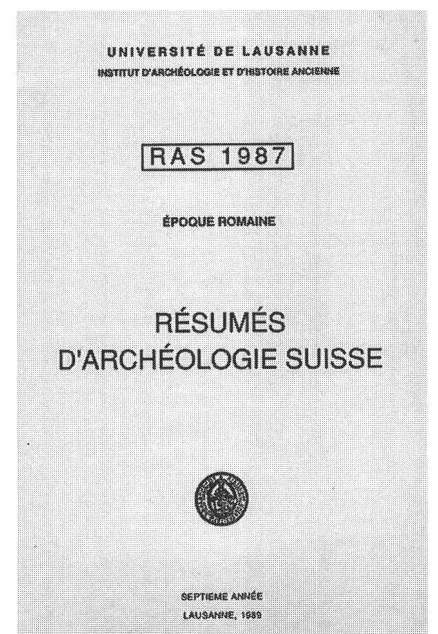 UNIVERSITÉ DE LAUSANNE
INSTITUT D'ARCHÉOLOGIE ET D'HISTOIRE ANCIENNE
RAS 1987
ÉPOQUE ROMAINE
RÉSUMÉS
D'ARCHÉOLOGIE SUISSE
SEPTIEME ANNÉE
LAUSANNE, 1989